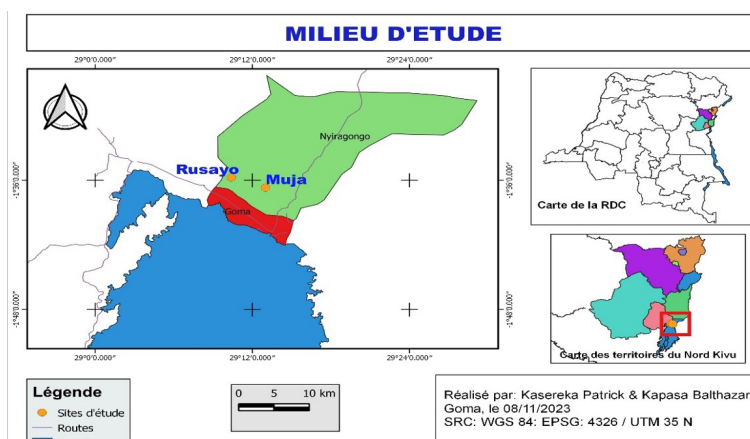 MILIEU D'ETUDE
29°0'0.000"
29°12'0.000"
29°24'0.000"
Nyiragongo
Rusayo
Muja
Goma
-1°36'0.000"
-1°36'0.000"
-1°48'0.000"
-1°48'0.000"
29°0'0.000"
29°12'0.000"
29°24'0.000"
Carte de la RDC
Carte des territoires du Nord Kivu
Légende
Sites d'étude
Routes
0 5 10 km
Réalisé par: Kasereka Patrick & Kapasa Balthazar
Goma, le 08/11/2023
SRC: WGS 84: EPSG: 4326 / UTM 35 N